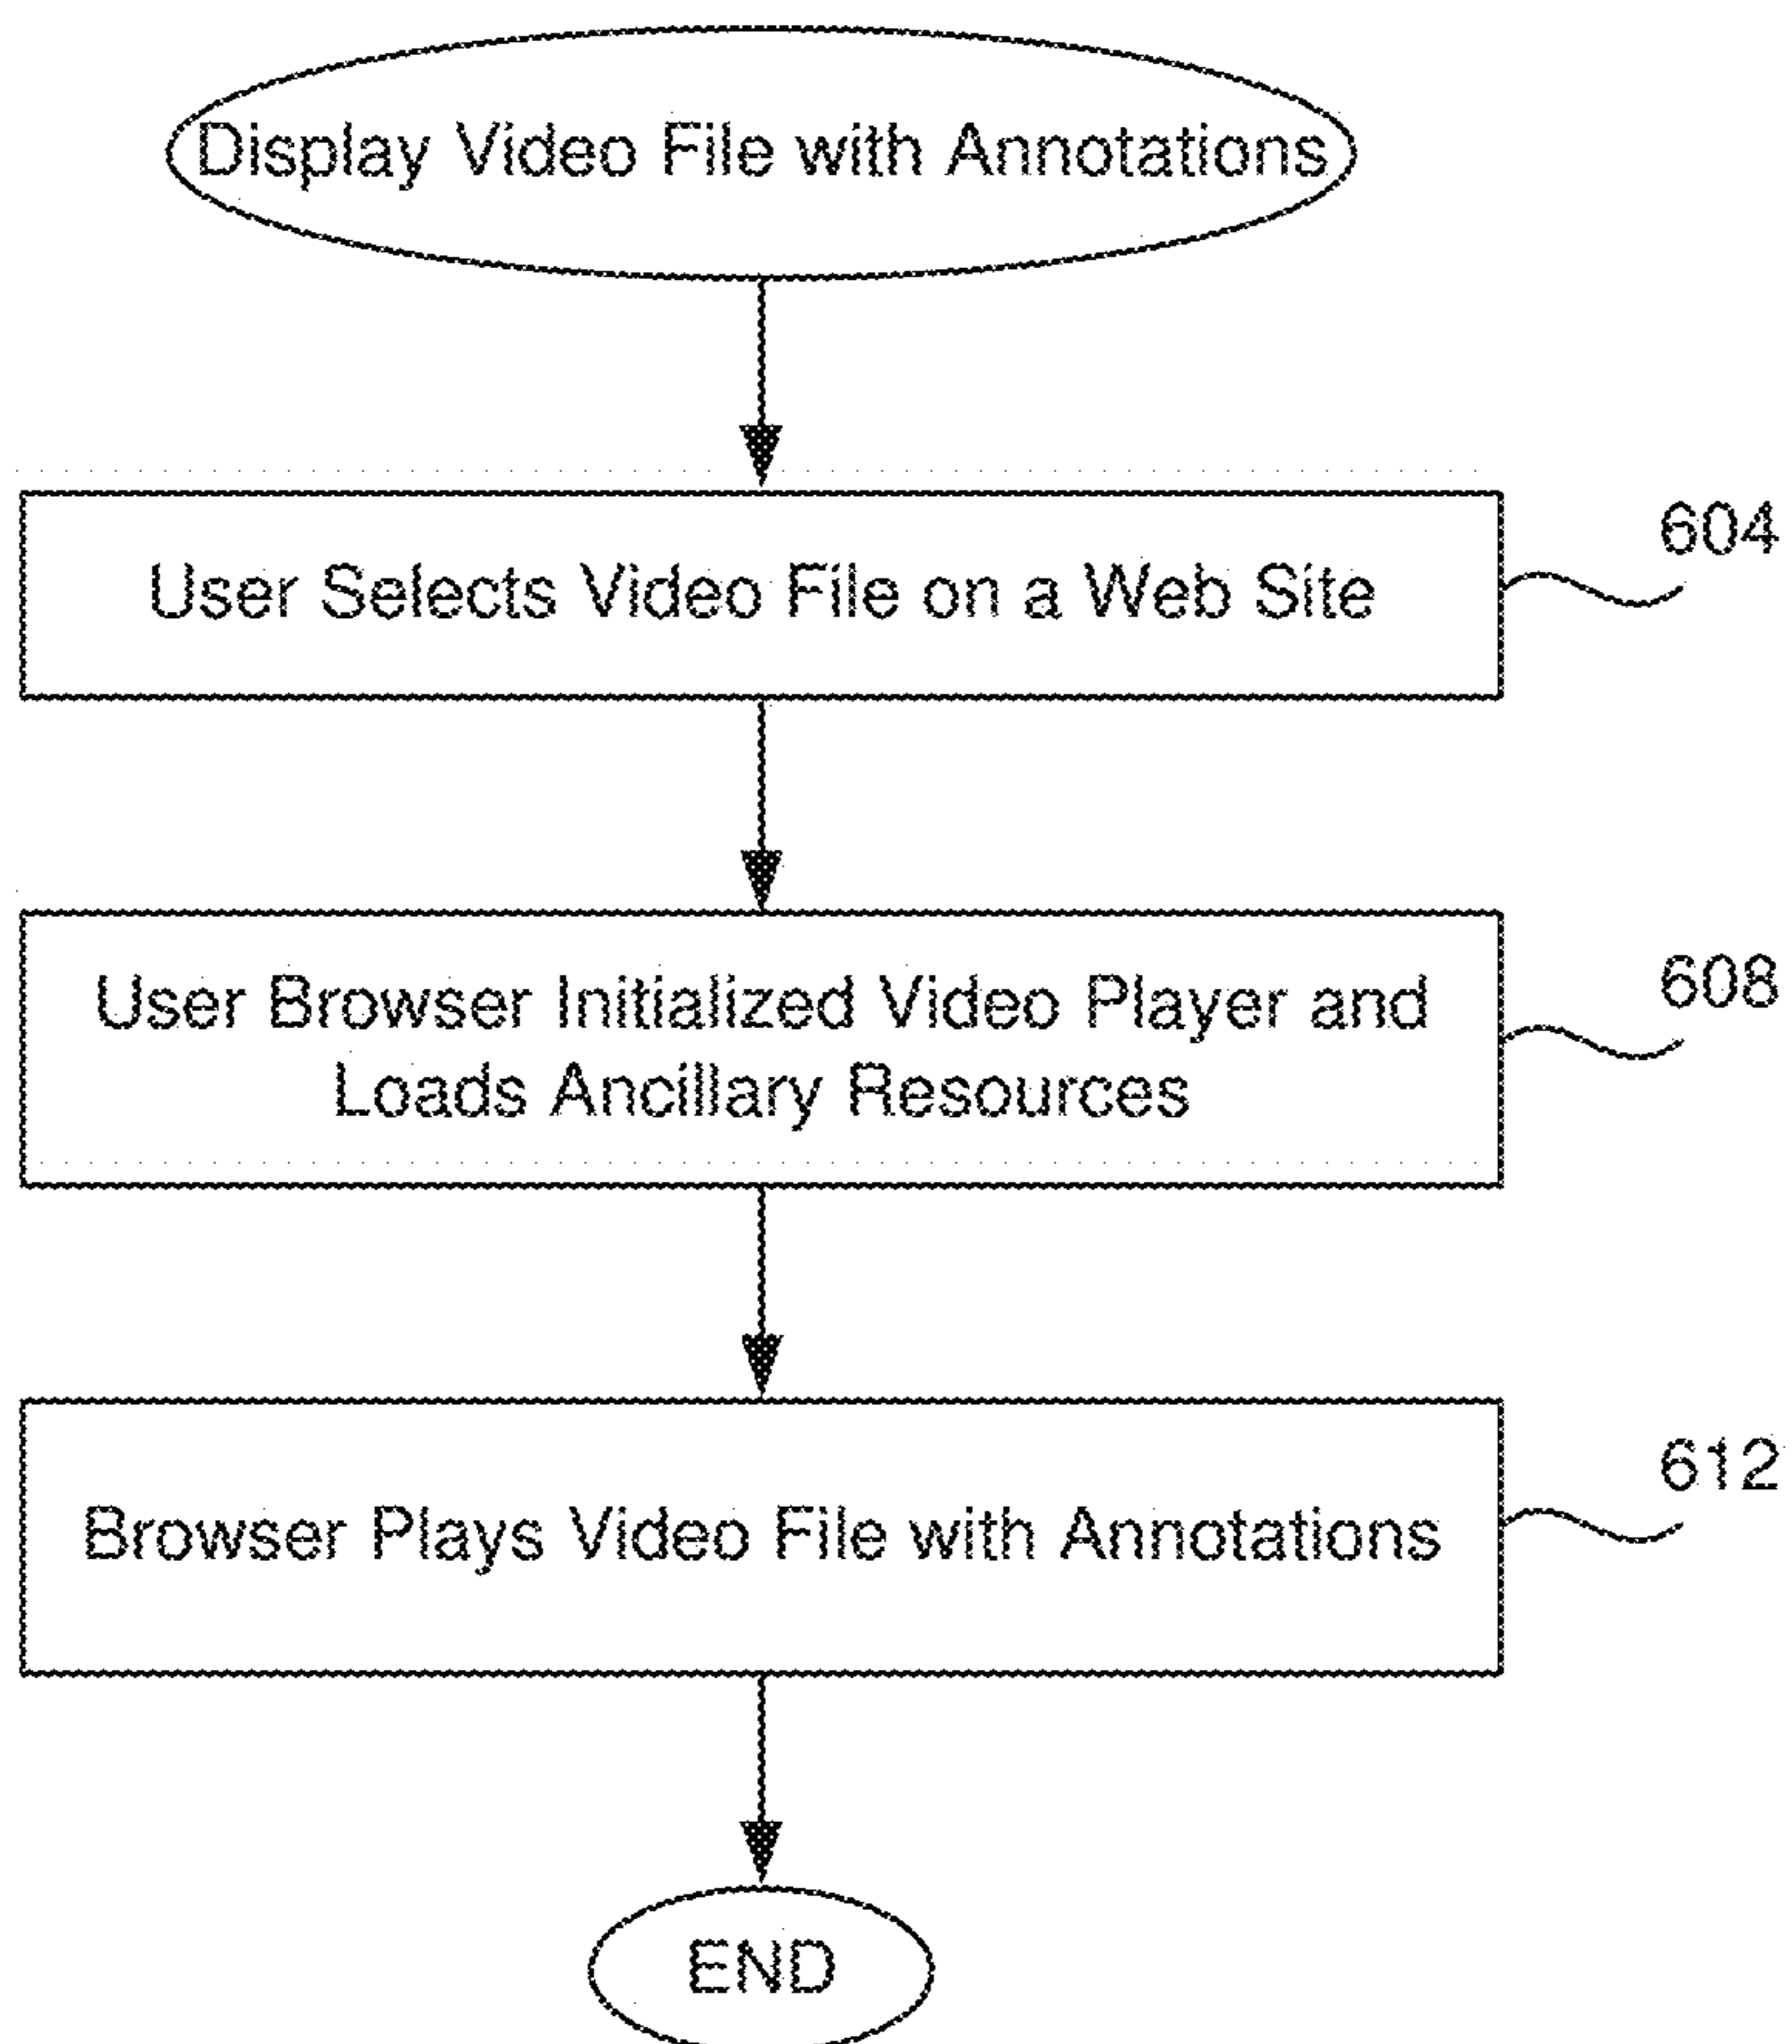 Display Video File with Annotations
User Selects Video File on a Web Site
604
User Browser Initialized Video Player and
Loads Ancillary Resources
608
Browser Plays Video File with Annotations
612
END